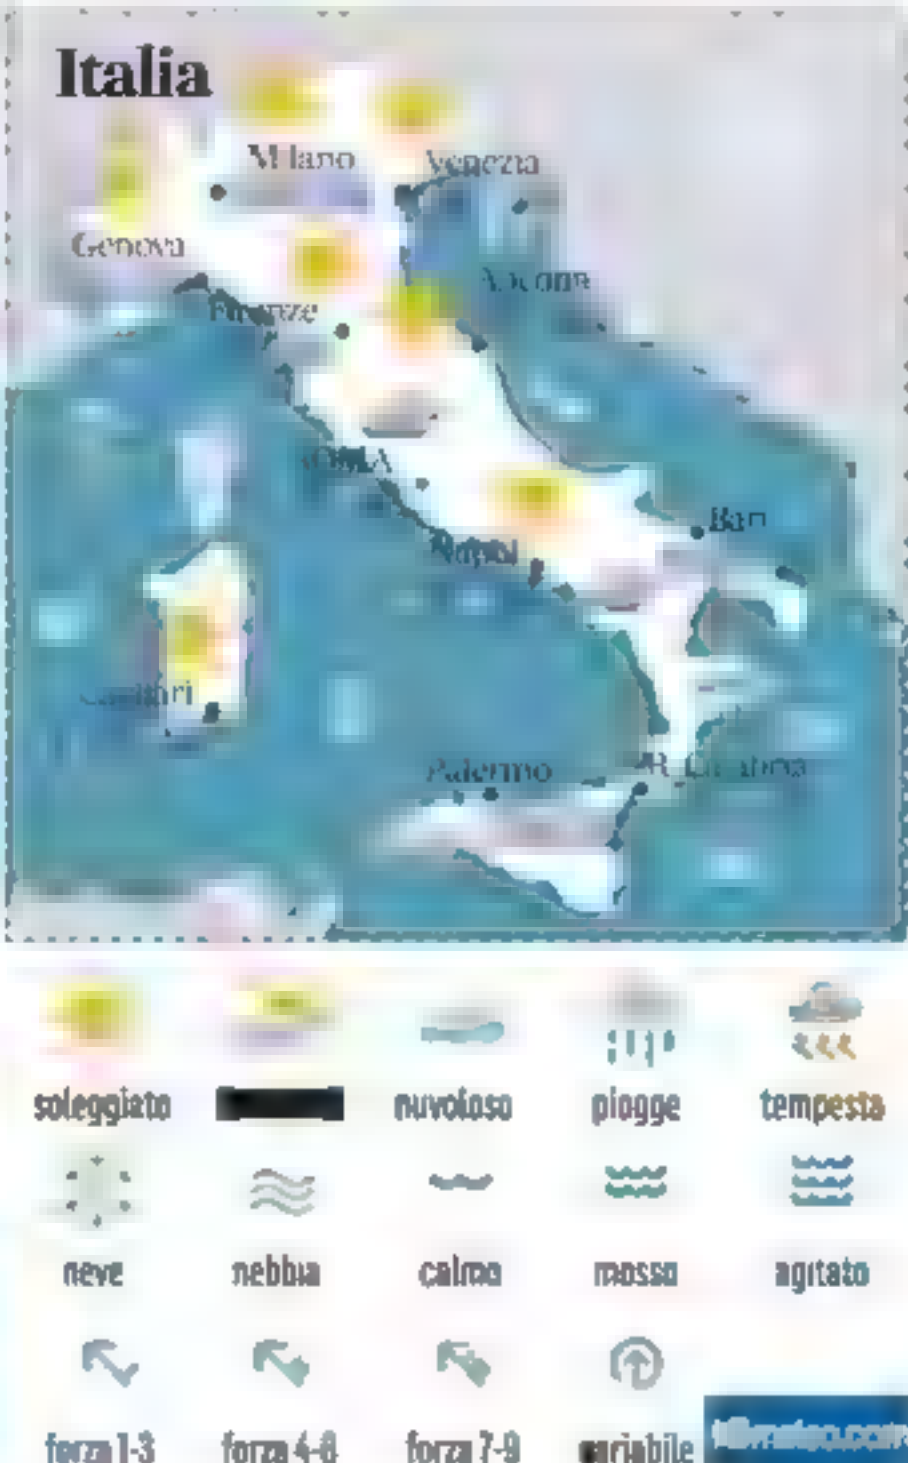 Italia
Milano
Venezia
Genova
Ancona
Firenze
ROMA
Bari
Napoli
Cagliari
Palermo
R. Calabria
soleggiato
nuvoloso
piogge
tempesta
neve
nebbia
calmo
mosso
agitato
forza 1-3
forza 4-6
forza 7-9
variabile